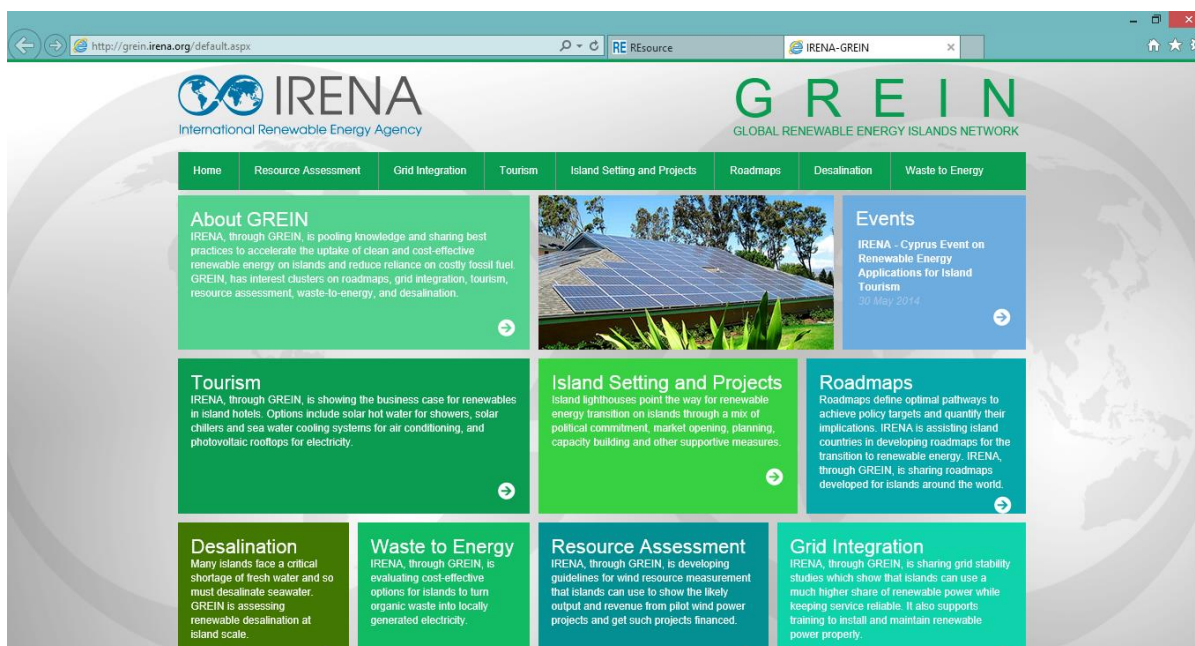 http://grein.irena.org/default.aspx
RE REsource
IRENA-GREIN
IRENA
International Renewable Energy Agency
G R E I N
GLOBAL RENEWABLE ENERGY ISLANDS NETWORK
Home
Resource Assessment
Grid Integration
Tourism
Island Setting and Projects
Roadmaps
Desalination
Waste to Energy
About GREIN
IRENA, through GREIN, is pooling knowledge and sharing best
practices to accelerate the uptake of clean and cost-effective
renewable energy on islands and reduce reliance on costly fossil fuel.
GREIN, has interest clusters on roadmaps, grid integration, tourism,
resource assessment, waste-to-energy, and desalination.
Events
IRENA - Cyprus Event on
Renewable Energy
Applications for Island
Tourism
30 May 2014
Tourism
IRENA, through GREIN, is showing the business case for renewables
in island hotels. Options include solar hot water for showers, solar
chillers and sea water cooling systems for air conditioning, and
photovoltaic rooftops for electricity.
Island Setting and Projects
Island lighthouses point the way for renewable
energy transition on islands through a mix of
political commitment, market opening, planning,
capacity building and other supportive measures.
Roadmaps
Roadmaps define optimal pathways to
achieve policy targets and quantify their
implications. IRENA is assisting island
countries in developing roadmaps for the
transition to renewable energy. IRENA,
through GREIN, is sharing roadmaps
developed for islands around the world.
Desalination
Many islands face a critical
shortage of fresh water and so
must desalinate seawater.
GREIN is assessing
renewable desalination at
island scale.
Waste to Energy
IRENA, through GREIN, is
evaluating cost-effective
options for islands to turn
organic waste into locally
generated electricity.
Resource Assessment
IRENA, through GREIN, is developing
guidelines for wind resource measurement
that islands can use to show the likely
output and revenue from pilot wind power
projects and get such projects financed.
Grid Integration
IRENA, through GREIN, is sharing grid stability
studies which show that islands can use a
much higher share of renewable power while
keeping service reliable. It also supports
training to install and maintain renewable
power properly.